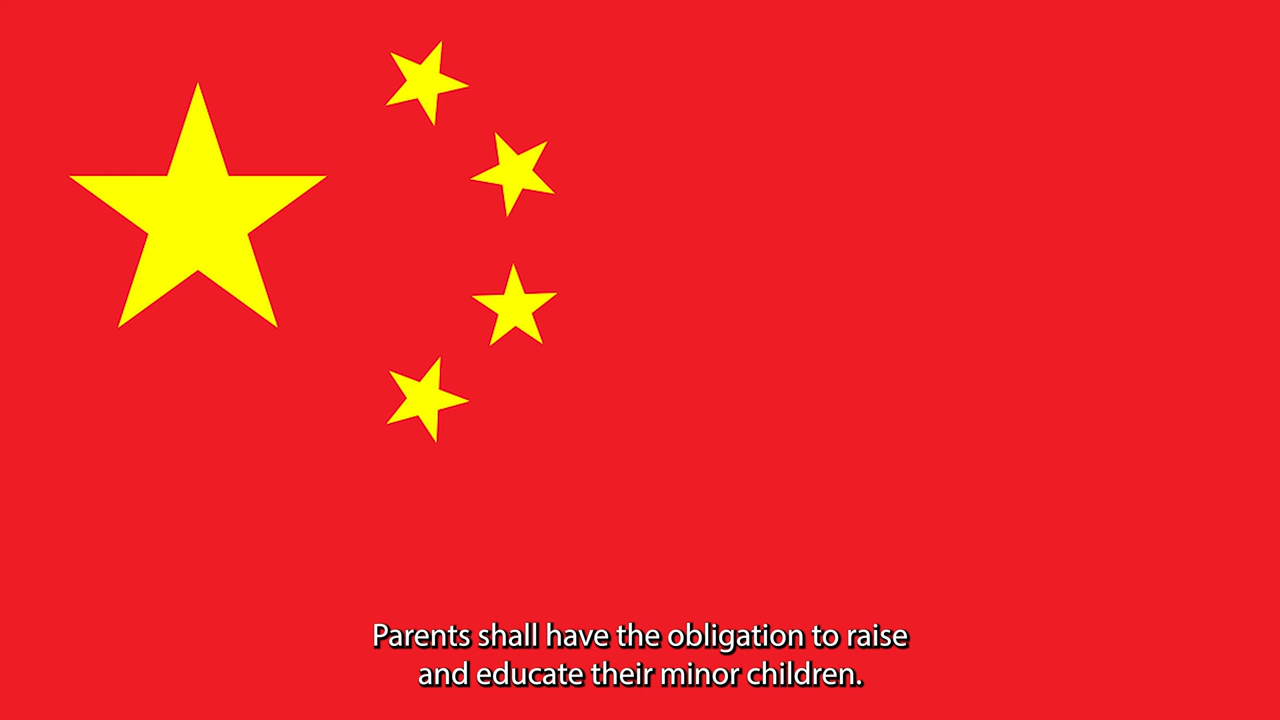 Parents shall have the obligation to raise
and educate their minor children.